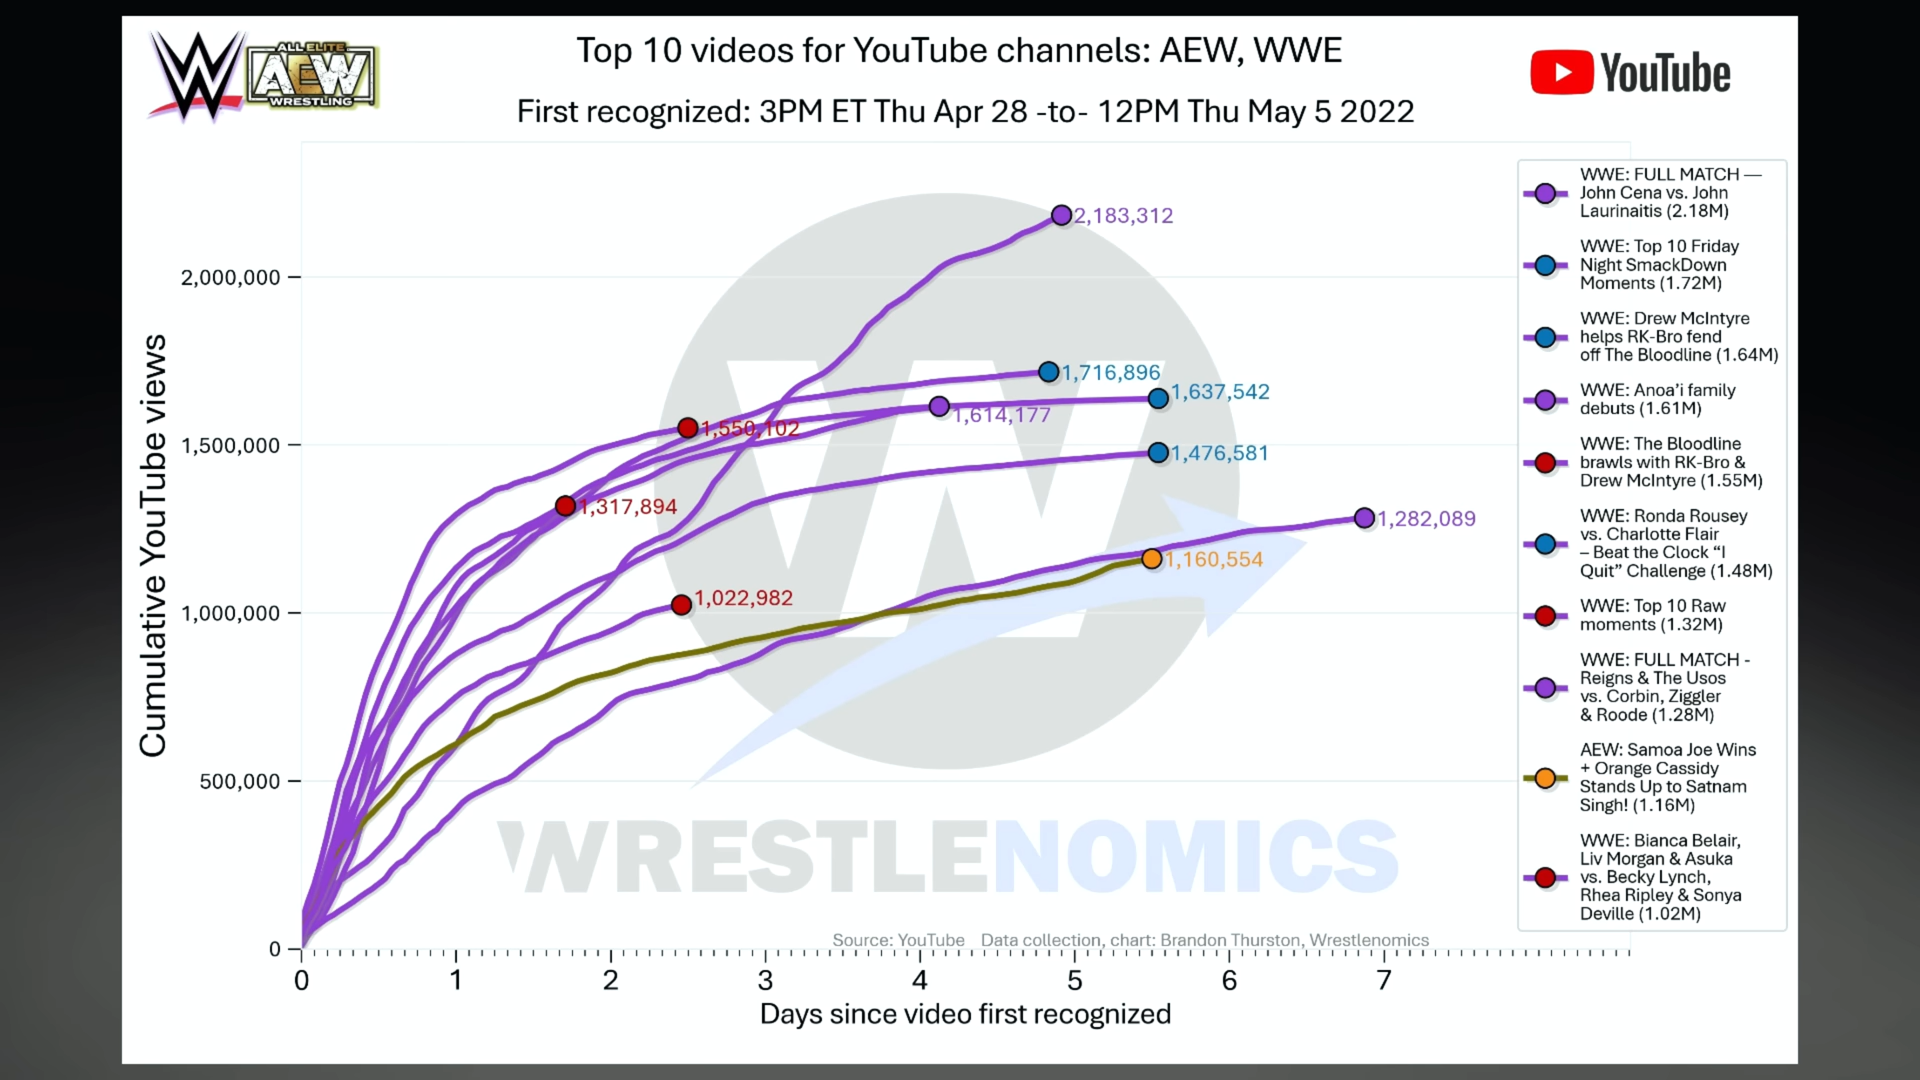 W
ALL ELITE
AEW
WRESTLING
Top 10 videos for YouTube channels: AEW, WWE
First recognized: 3PM ET Thu Apr 28 -to- 12PM Thu May 5 2022
YouTube
Cumulative YouTube views
2,000,000
1,500,000
1,000,000
500,000
0
2,183,312
1,716,896
1,637,542
1,614,177
1,550,102
1,476,581
1,317,894
1,282,089
1,160,554
1,022,982
WRESTLENOMICS
Source: YouTube Data collection, chart: Brandon Thurston, Wrestlenomics
0 1 2 3 4 5 6 7
Days since video first recognized
WWE: FULL MATCH —
John Cena vs. John
Laurinaitis (2.18M)
WWE: Top 10 Friday
Night SmackDown
Moments (1.72M)
WWE: Drew McIntyre
helps RK-Bro fend
off The Bloodline (1.64M)
WWE: Anoa’i family
debuts (1.61M)
WWE: The Bloodline
brawls with RK-Bro &
Drew McIntyre (1.55M)
WWE: Ronda Rousey
vs. Charlotte Flair
– Beat the Clock “I
Quit” Challenge (1.48M)
WWE: Top 10 Raw
moments (1.32M)
WWE: FULL MATCH -
Reigns & The Usos
vs. Corbin, Ziggler
& Roode (1.28M)
AEW: Samoa Joe Wins
+ Orange Cassidy
Stands Up to Satnam
Singh! (1.16M)
WWE: Bianca Belair,
Liv Morgan & Asuka
vs. Becky Lynch,
Rhea Ripley & Sonya
Deville (1.02M)